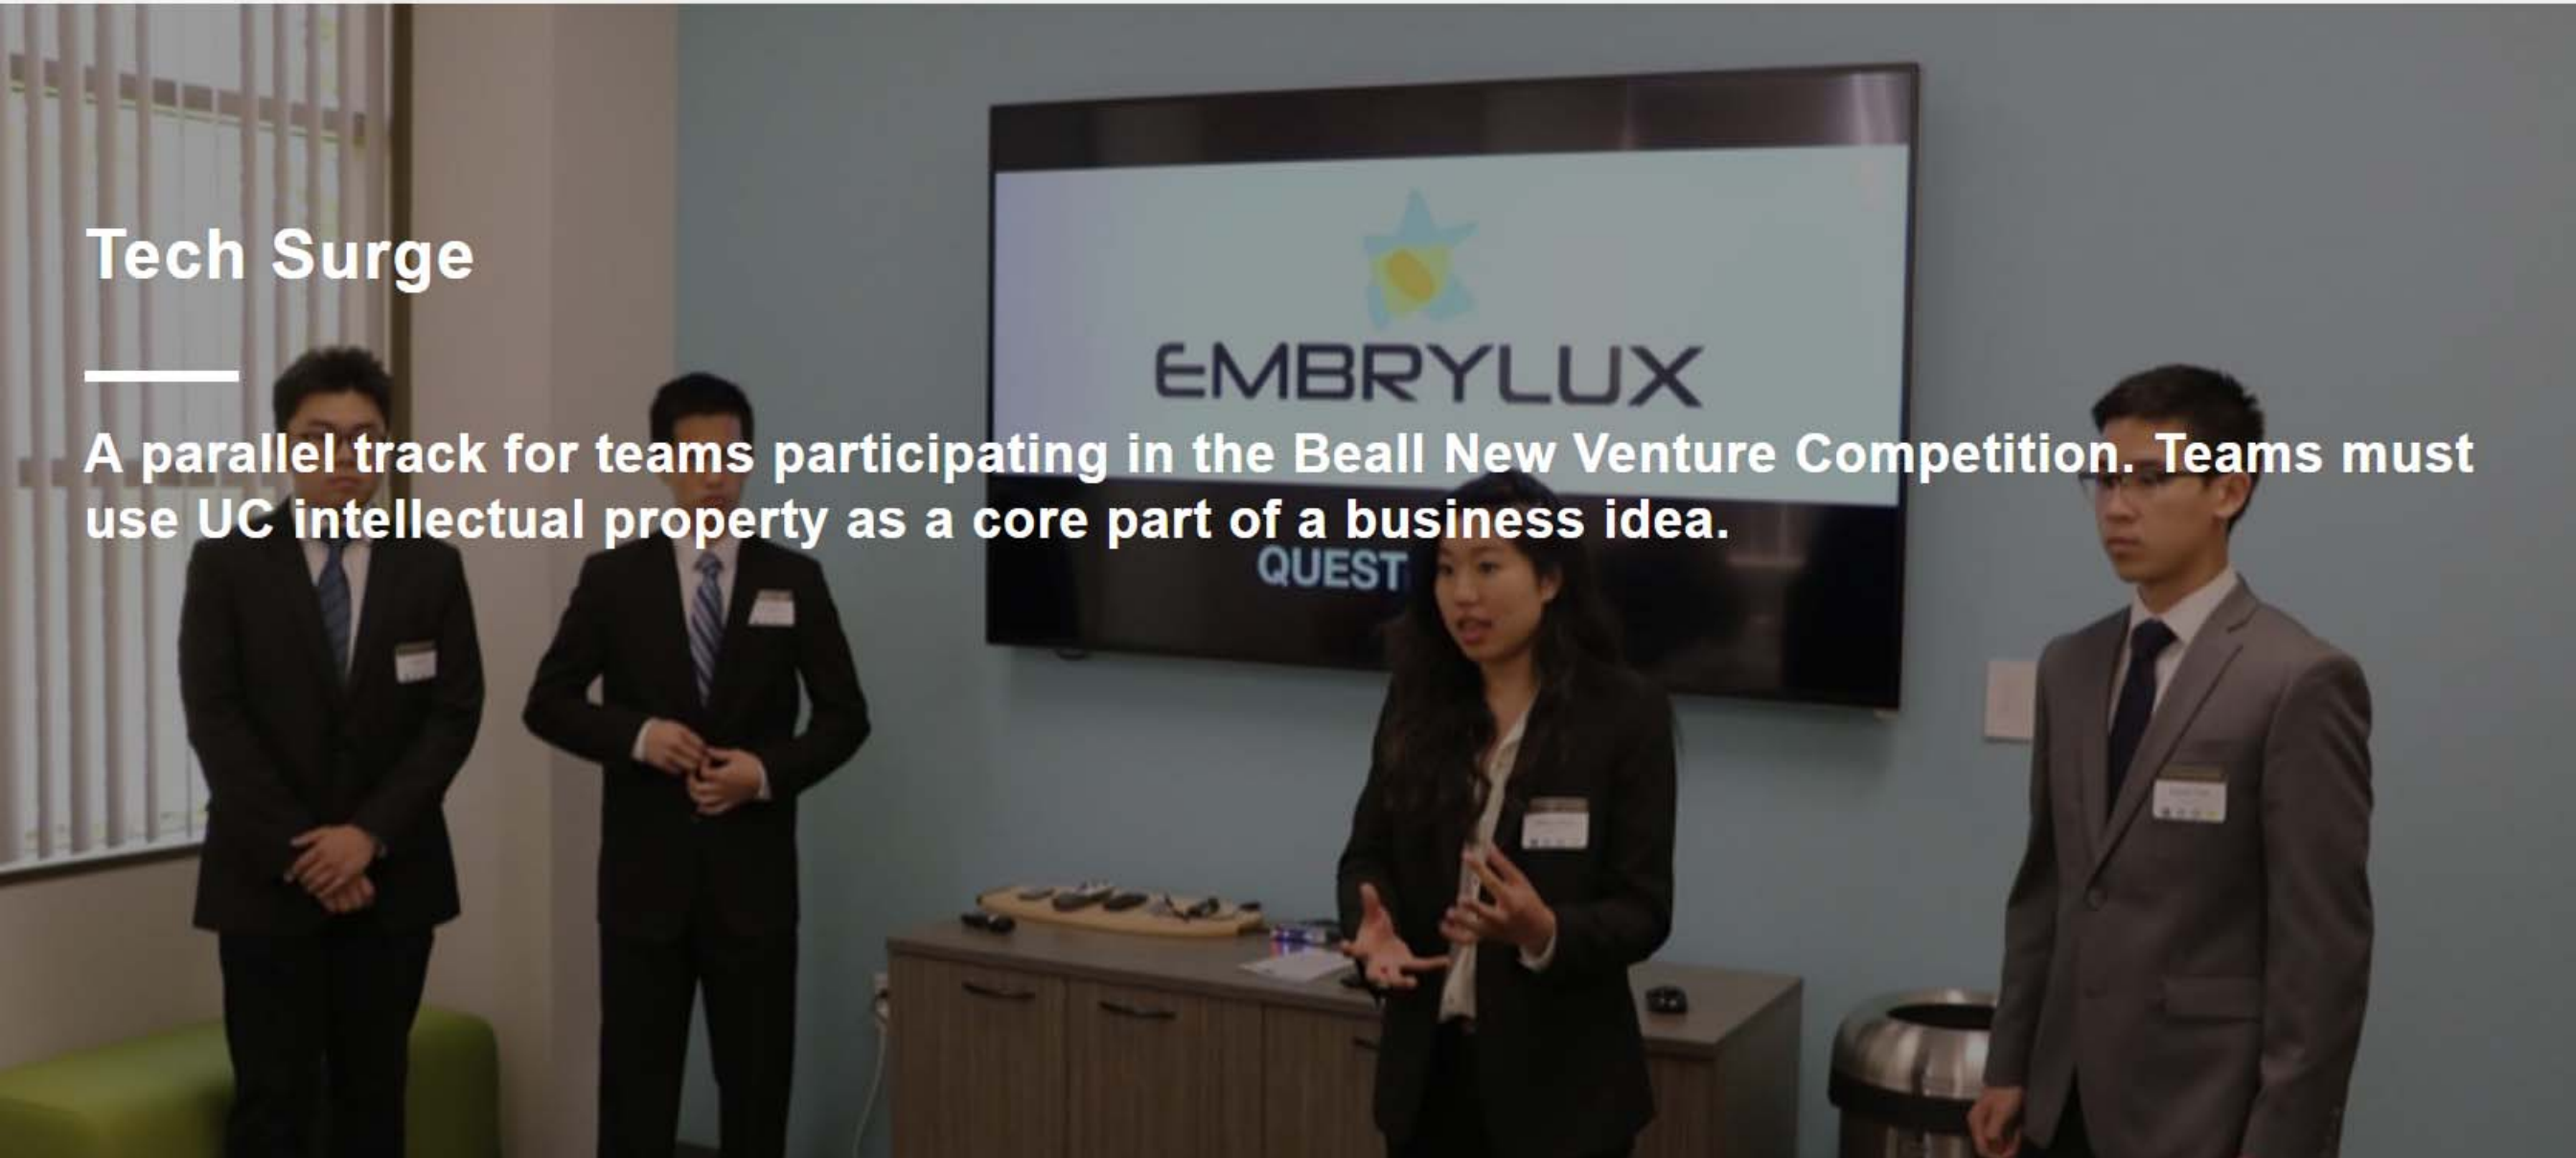 Tech Surge
EMBRYLUX
A parallel track for teams participating in the Beall New Venture Competition. Teams must
use UC intellectual property as a core part of a business idea.
QUEST